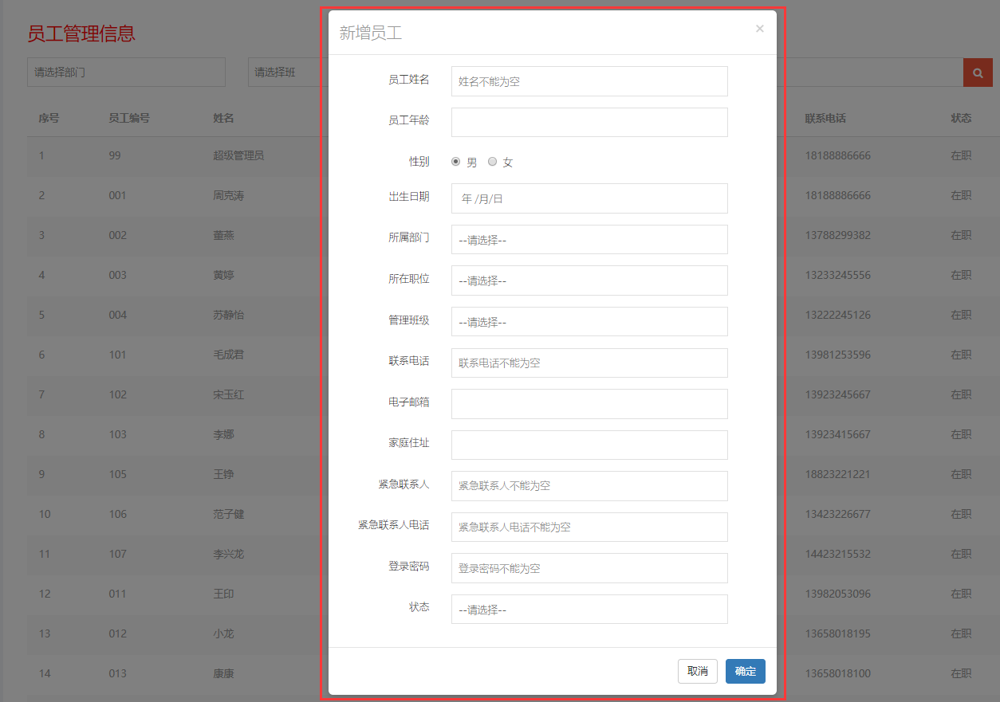 员工管理信息
请选择部门 请选择班
序号 员工编号 姓名 联系电话 状态
1 99 超级管理员 18188886666 在职
2 001 周克涛 18188886666 在职
3 002 董燕 13788299382 在职
4 003 黄婷 13233245556 在职
5 004 苏静怡 13222245126 在职
6 101 毛成君 13981253596 在职
7 102 宋玉红 13923245667 在职
8 103 李娜 13923415667 在职
9 105 王铮 18823221221 在职
10 106 范子健 13423226677 在职
11 107 李兴龙 14423215532 在职
12 011 王印 13982053096 在职
13 012 小龙 13658018195 在职
14 013 康康 13658018100 在职
新增员工 ×
员工姓名 姓名不能为空
员工年龄
性别 男 女
出生日期 年 /月/日
所属部门 --请选择--
所在职位 --请选择--
管理班级 --请选择--
联系电话 联系电话不能为空
电子邮箱
家庭住址
紧急联系人 紧急联系人不能为空
紧急联系人电话 紧急联系人电话不能为空
登录密码 登录密码不能为空
状态 --请选择--
取消 确定